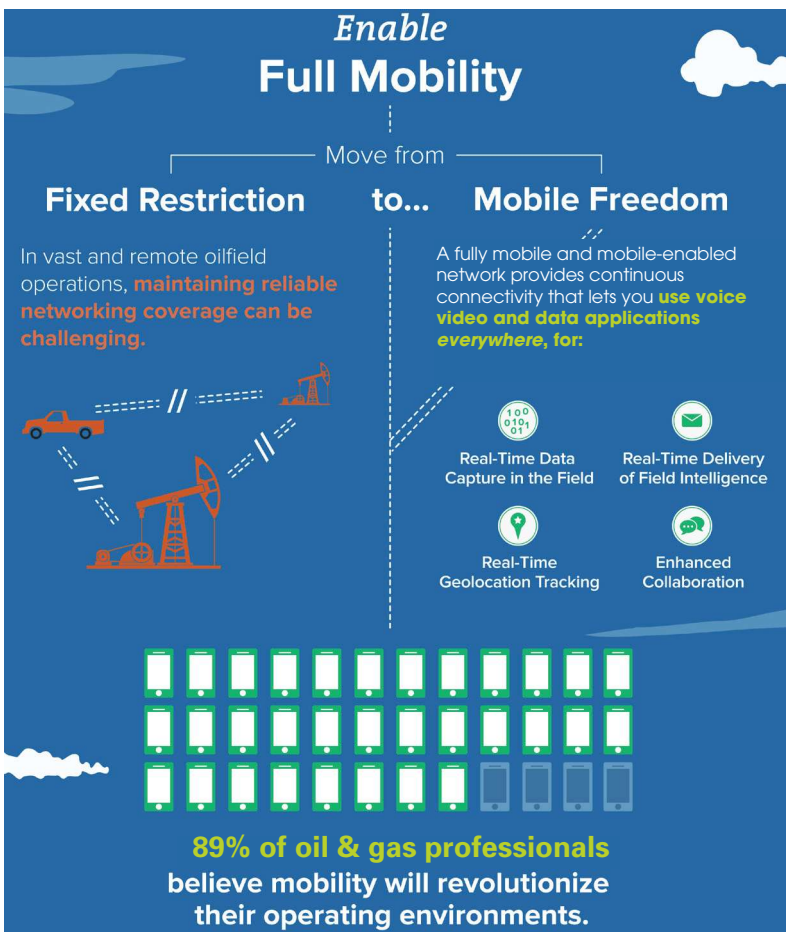 Enable
Full Mobility
Move from
Fixed Restriction to... Mobile Freedom
In vast and remote oilfield
operations, maintaining reliable
networking coverage can be
challenging.
A fully mobile and mobile-enabled
network provides continuous
connectivity that lets you use voice
video and data applications
everywhere, for:
100
0101
01
Real-Time Data
Capture in the Field
Real-Time Delivery
of Field Intelligence
Real-Time
Geolocation Tracking
Enhanced
Collaboration
89% of oil & gas professionals
believe mobility will revolutionize
their operating environments.